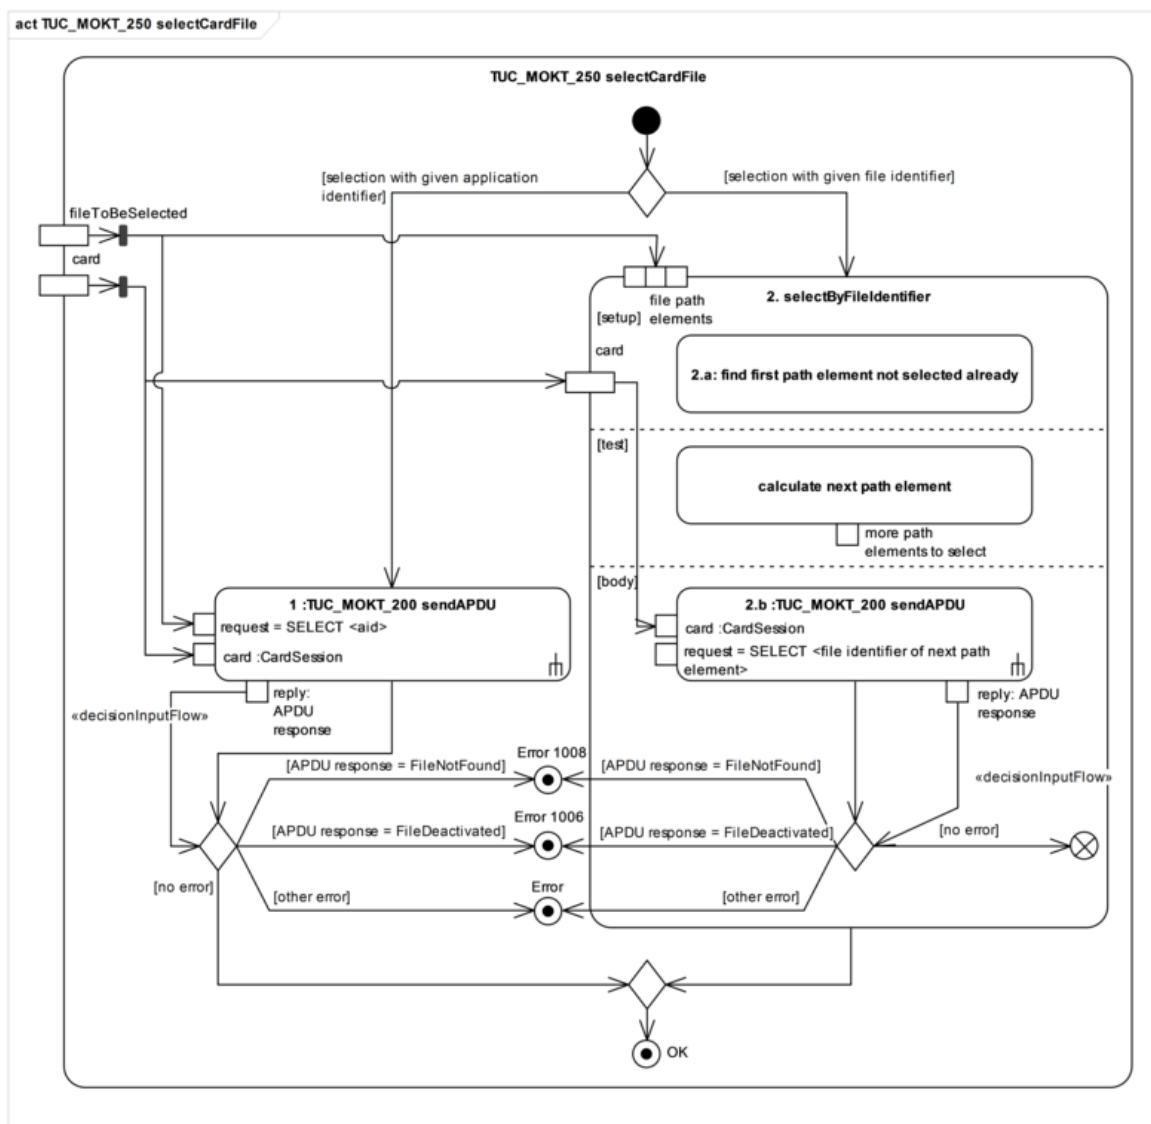 act TUC_MOKT_250 selectCardFile
TUC_MOKT_250 selectCardFile
[selection with given application
identifier]
[selection with given file identifier]
fileToBeSelected
card
2. selectByFileIdentifier
file path
elements
[setup]
card
2.a: find first path element not selected already
[test]
calculate next path element
more path
elements to select
[body]
1 :TUC_MOKT_200 sendAPDU
request = SELECT <aid>
card :CardSession
reply:
APDU
response
«decisionInputFlow»
2.b :TUC_MOKT_200 sendAPDU
card :CardSession
request = SELECT <file identifier of next path
element>
reply: APDU
response
«decisionInputFlow»
Error 1008
[APDU response = FileNotFound]
[APDU response = FileNotFound]
Error 1006
[APDU response = FileDeactivated]
[APDU response = FileDeactivated]
[no error]
[no error]
Error
[other error]
[other error]
OK